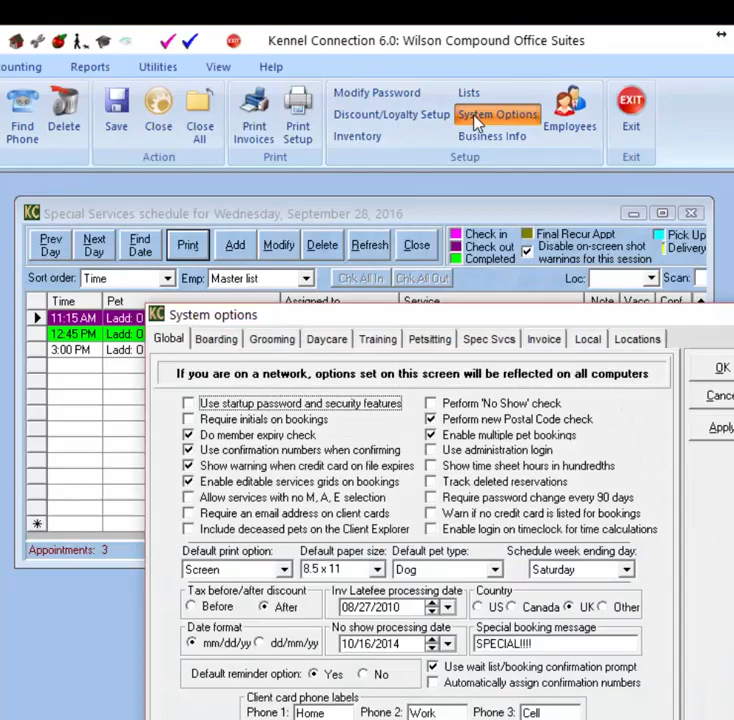 Kennel Connection 6.0: Wilson Compound Office Suites
ounting Reports Utilities View Help
Find Phone
Delete
Save
Close
Close All
Print Invoices
Print Setup
Modify Password
Lists
Discount/Loyalty Setup
System Options
Inventory
Business Info
Employees
EXIT
Exit
Action
Print
Setup
Exit
KC Special Services schedule for Wednesday, September 28, 2016
Prev Day
Next Day
Find Date
Print
Add
Modify
Delete
Refresh
Close
Check in
Check out
Completed
Final Recur Appt
Disable on-screen shot warnings for this session
Pick Up
Delivery
Sort order: Time Emp: Master list Chk All In Chk All Out Loc: Scan:
Time Pet Assigned to Service Note Vacc Conf
11:15 AM Ladd: O
12:45 PM Ladd: O
3:00 PM Ladd: O
Appointments: 3
KC System options
Global Boarding Grooming Daycare Training Petsitting Spec Svcs Invoice Local Locations
If you are on a network, options set on this screen will be reflected on all computers
OK
Cance
Apply
Use startup password and security features
Require initials on bookings
Do member expiry check
Use confirmation numbers when confirming
Show warning when credit card on file expires
Enable editable services grids on bookings
Allow services with no M, A, E selection
Require an email address on client cards
Include deceased pets on the Client Explorer
Perform 'No Show' check
Perform new Postal Code check
Enable multiple pet bookings
Use administration login
Show time sheet hours in hundredths
Track deleted reservations
Require password change every 90 days
Warn if no credit card is listed for bookings
Enable login on timeclock for time calculations
Default print option: Default paper size: Default pet type: Schedule week ending day:
Screen 8.5 x 11 Dog Saturday
Tax before/after discount
Before After
Inv Latefee processing date
08/27/2010
Country
US Canada UK Other
Date format
mm/dd/yy dd/mm/yy
No show processing date
10/16/2014
Special booking message
SPECIAL!!!!
Default reminder option: Yes No
Use wait list/booking confirmation prompt
Automatically assign confirmation numbers
Client card phone labels
Phone 1: Home Phone 2: Work Phone 3: Cell